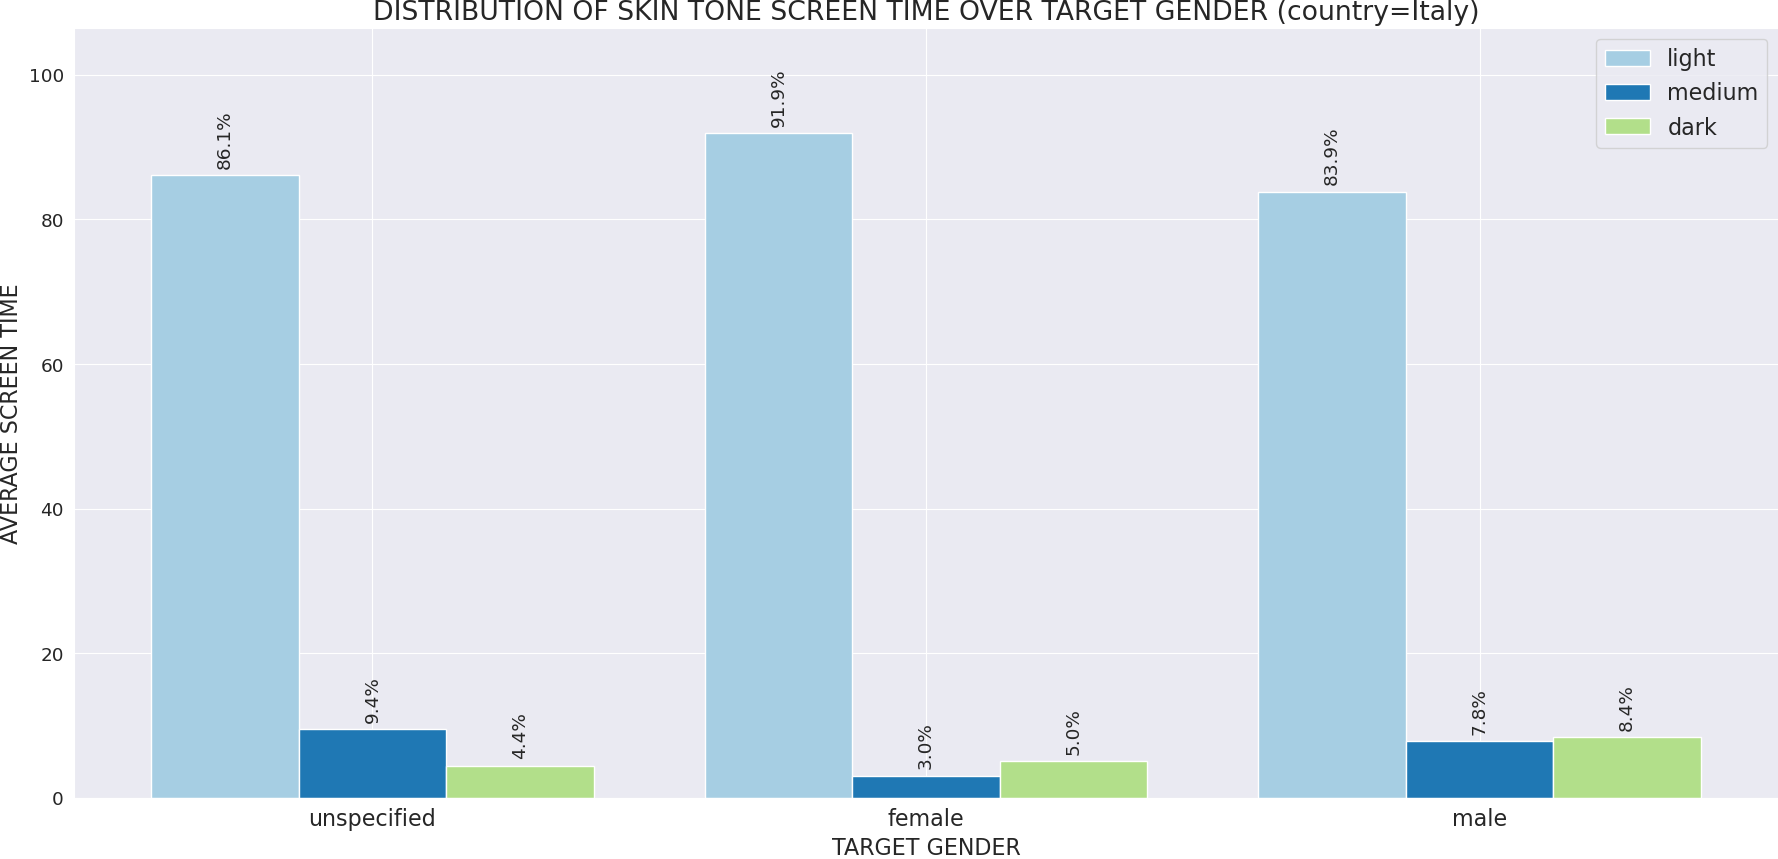 DISTRIBUTION OF SKIN TONE SCREEN TIME OVER TARGET GENDER (country=Italy)
light
medium
dark
AVERAGE SCREEN TIME
100
80
60
40
20
0
86.1%
9.4%
4.4%
91.9%
3.0%
5.0%
83.9%
7.8%
8.4%
unspecified
female
male
TARGET GENDER